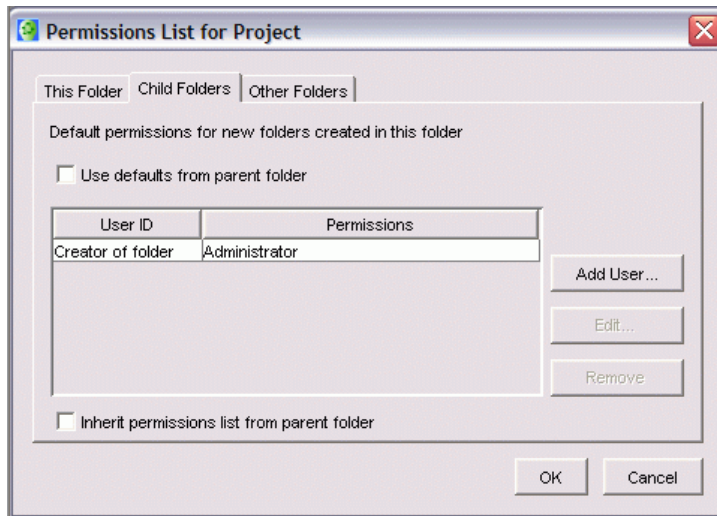 Permissions List for Project
This Folder Child Folders Other Folders
Default permissions for new folders created in this folder
Use defaults from parent folder
User ID Permissions
Creator of folder Administrator
Add User...
Edit...
Remove
Inherit permissions list from parent folder
OK Cancel